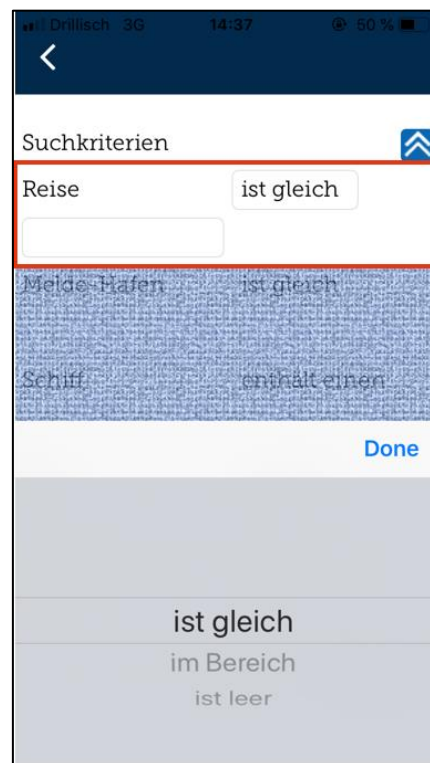 Drillisch 3G 14:37 50 %
Suchkriterien
Reise ist gleich
Melde-Hafen ist gleich
Schiff enthält einen
Done
ist gleich
im Bereich
ist leer